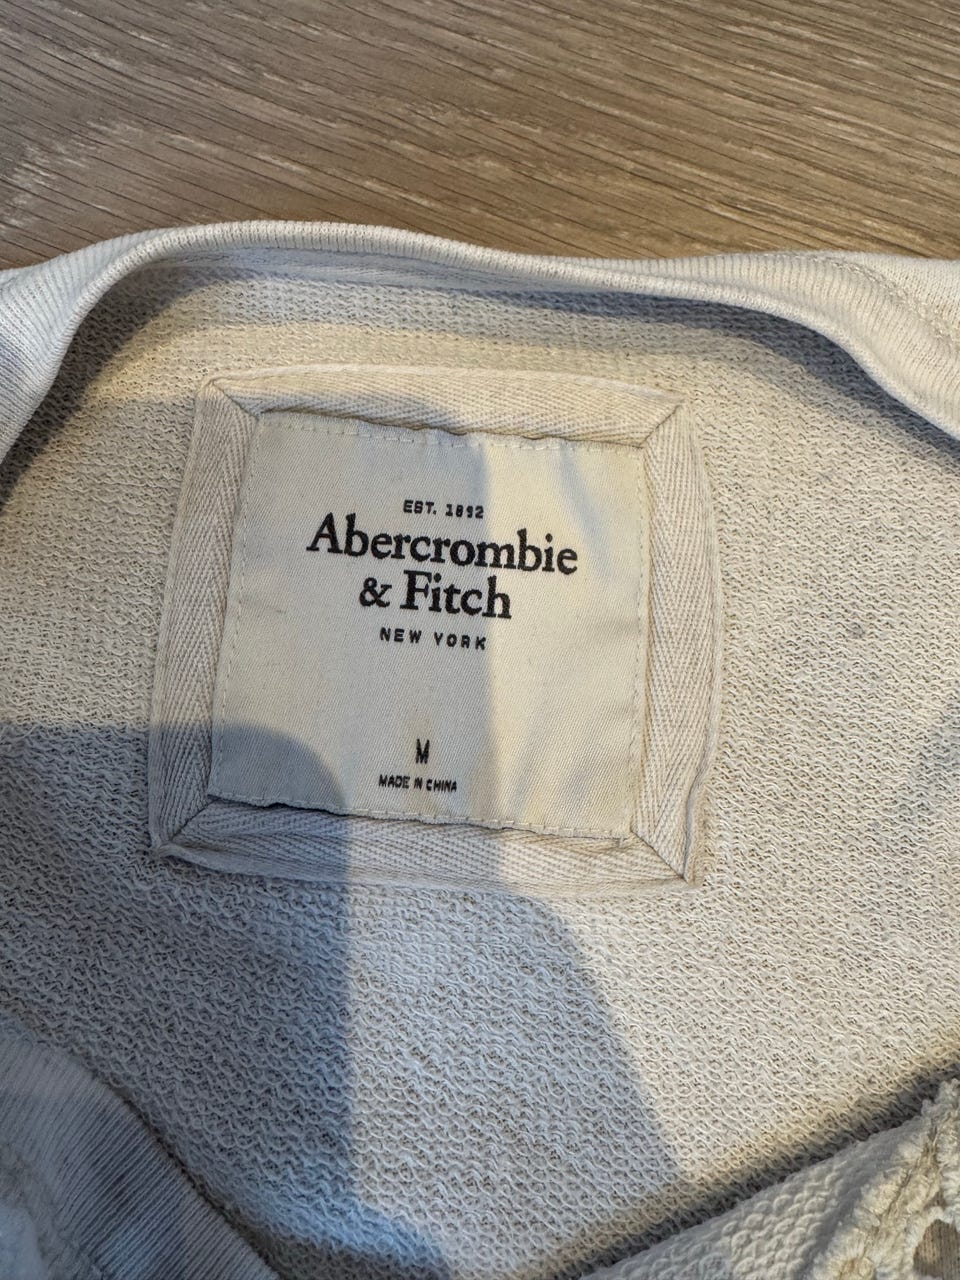 EST. 1892
Abercrombie
& Fitch
NEW YORK
M
MADE IN CHINA